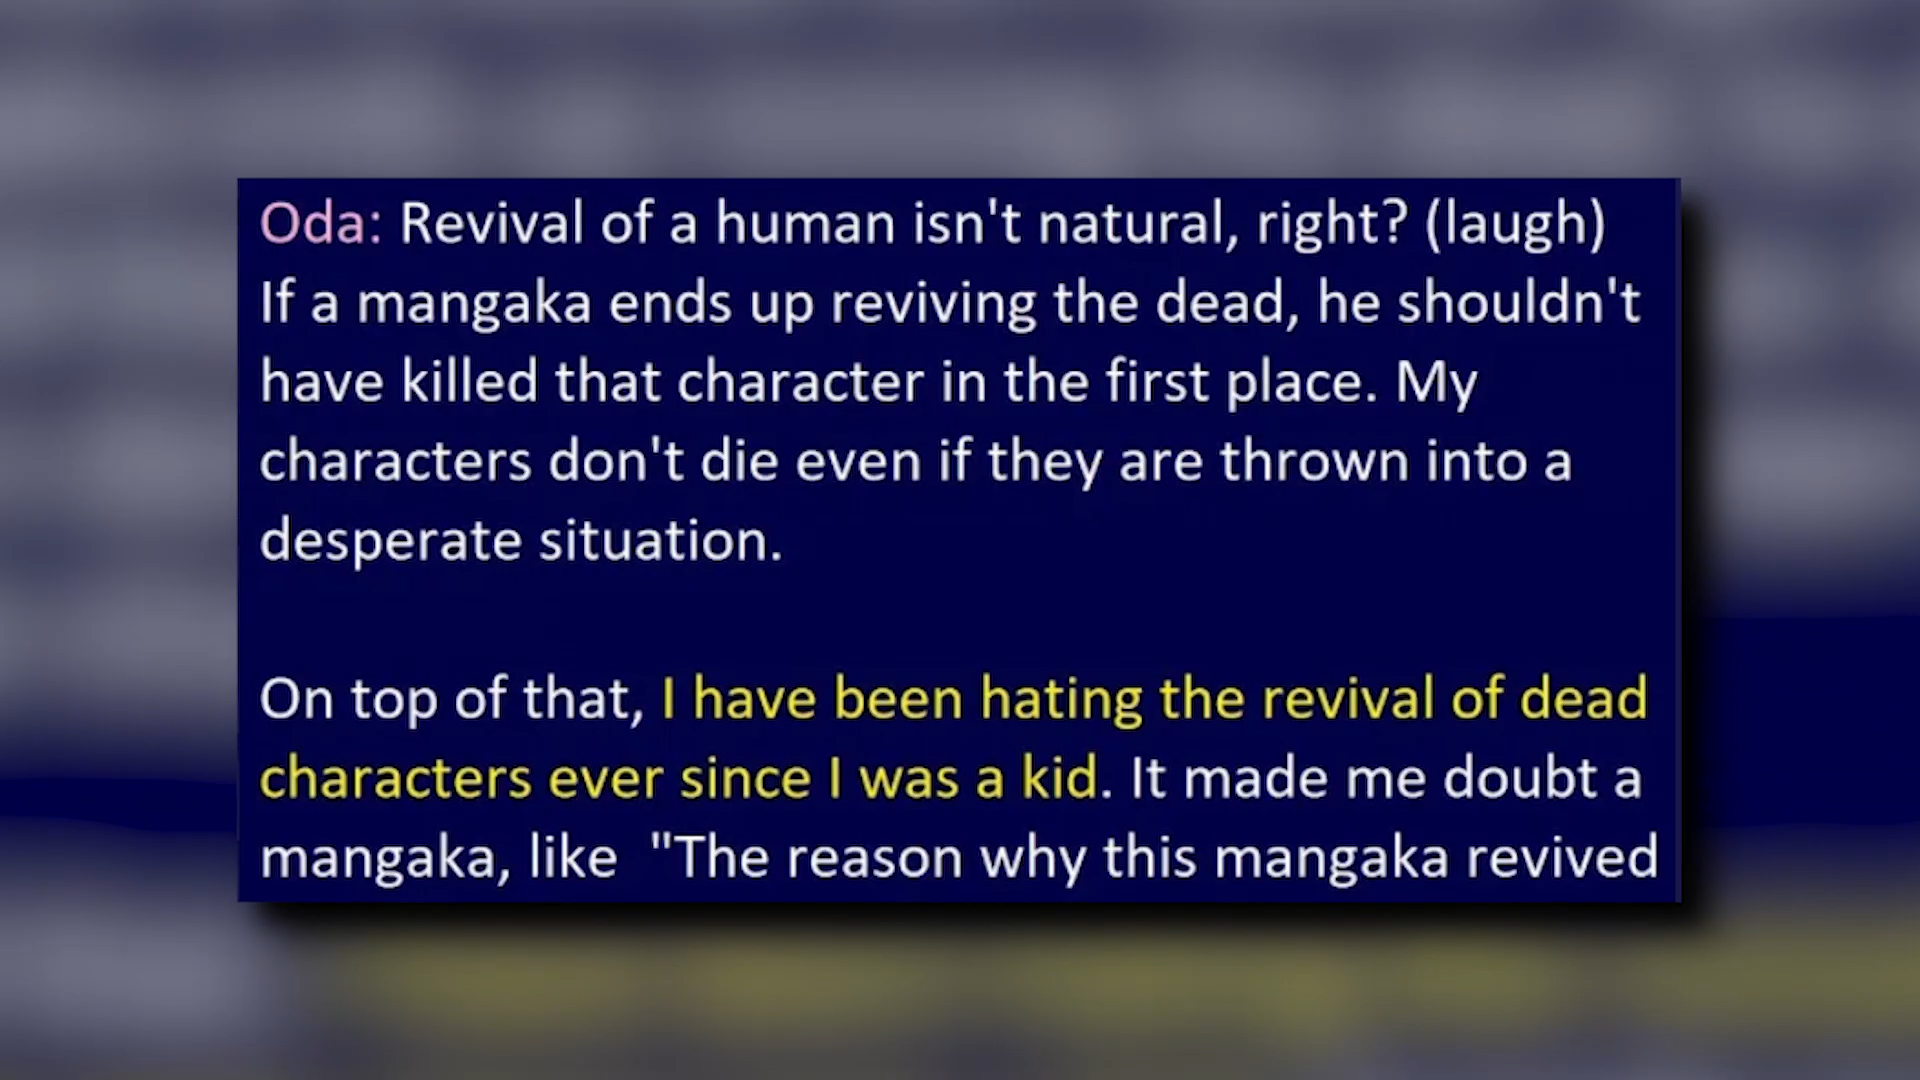 Oda: Revival of a human isn't natural, right? (laugh)
If a mangaka ends up reviving the dead, he shouldn't
have killed that character in the first place. My
characters don't die even if they are thrown into a
desperate situation.
On top of that, I have been hating the revival of dead
characters ever since I was a kid. It made me doubt a
mangaka, like  "The reason why this mangaka revived